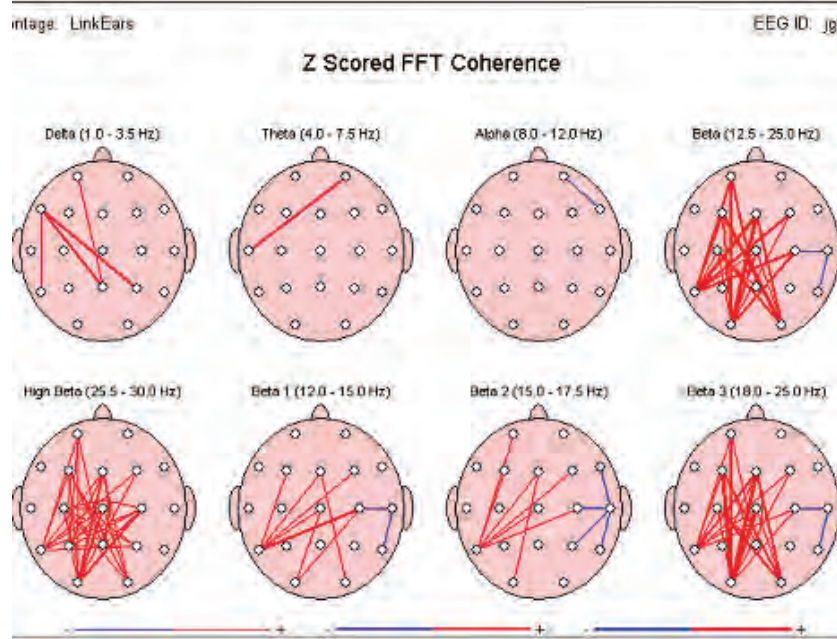 ontage: LinkEars
EEG ID: jg
Z Scored FFT Coherence
Delta (1.0 - 3.5 Hz)
Theta (4.0 - 7.5 Hz)
Alpha (8.0 - 12.0 Hz)
Beta (12.5 - 25.0 Hz)
High Beta (25.5 - 30.0 Hz)
Beta 1 (12.0 - 15.0 Hz)
Beta 2 (15.0 - 17.5 Hz)
Beta 3 (18.0 - 25.0 Hz)
- + - + - +